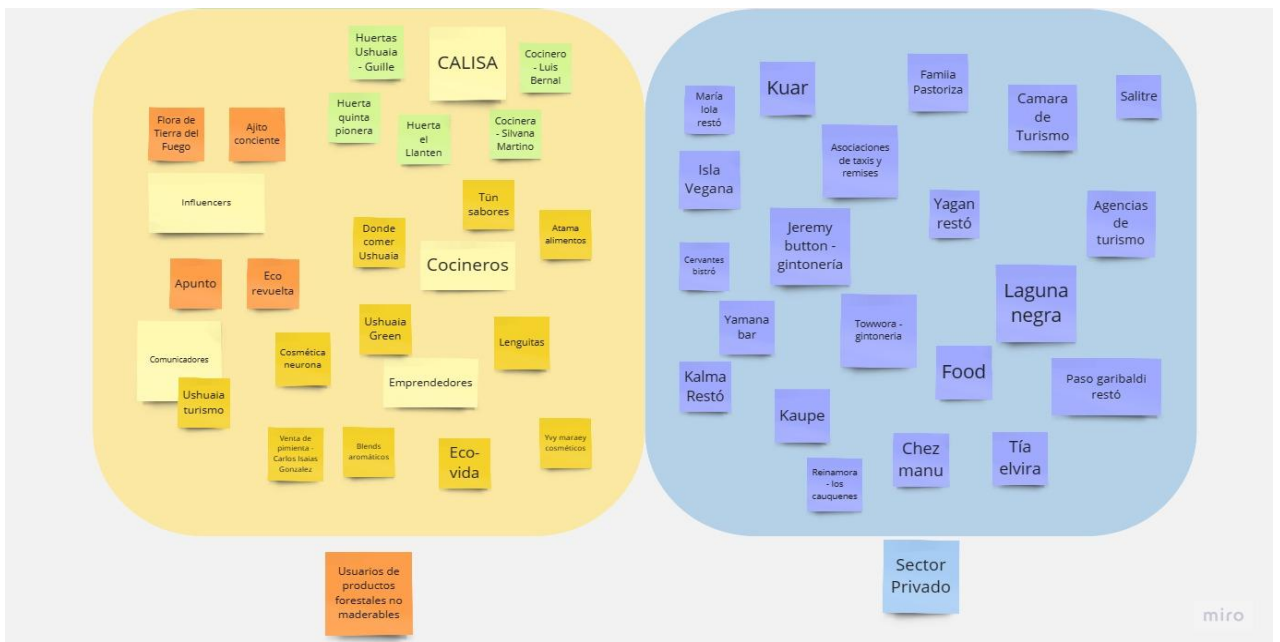 Huertas
Ushuaia
- Guille
CALISA
Cocinero
- Luis
Bernal
Flora de
Tierra del
Fuego
Ajito
conciente
Huerta
quinta
pionera
Huerta
el
Llanten
Cocinera
- Silvana
Martino
Influencers
Tün
sabores
Donde
comer
Ushuaia
Atama
alimentos
Cocineros
Apunto
Eco
revuelta
Ushuaia
Green
Comunicadores
Cosmética
neurona
Lenguitas
Emprendedores
Ushuaia
turismo
Venta de
pimienta -
Carlos Isaias
Gonzalez
Blends
aromáticos
Eco-
vida
Yvy maraey
cosméticos
Usuarios de
productos
forestales no
maderables
María
lola
restó
Kuar
Famiia
Pastoriza
Camara
de
Turismo
Salitre
Asociaciones
de taxis y
remises
Isla
Vegana
Yagan
restó
Agencias
de
turismo
Jeremy
button -
gintonería
Cervantes
bistró
Laguna
negra
Yamana
bar
Towwora -
gintoneria
Kalma
Restó
Food
Paso garibaldi
restó
Kaupe
Chez
manu
Tía
elvira
Reinamora
- los
cauquenes
Sector
Privado
miro